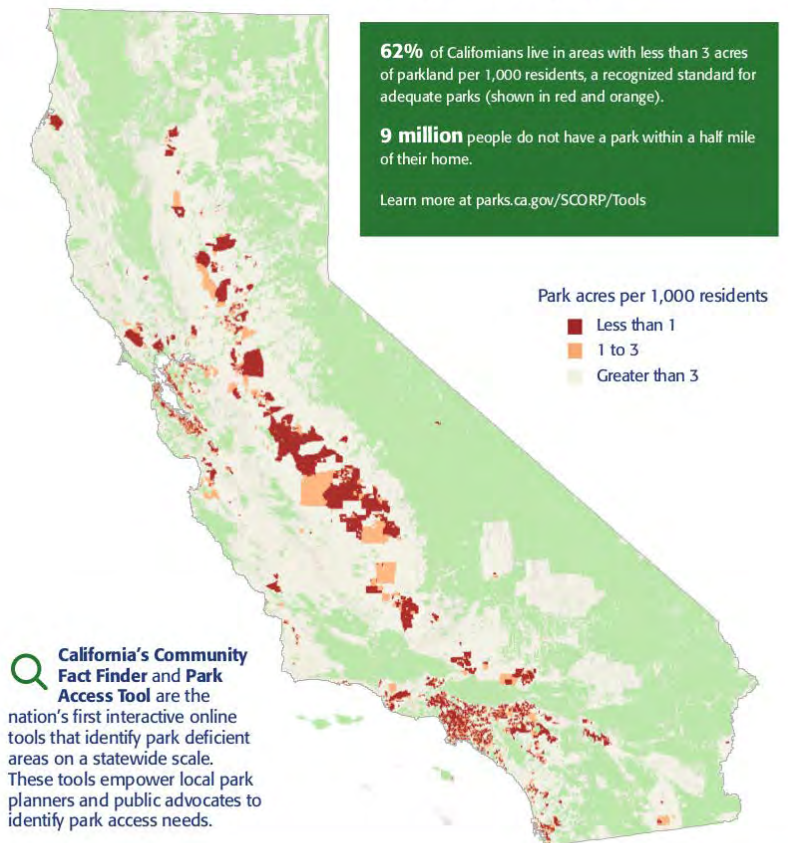 62% of Californians live in areas with less than 3 acres
of parkland per 1,000 residents, a recognized standard for
adequate parks (shown in red and orange).
9 million people do not have a park within a half mile
of their home.
Learn more at parks.ca.gov/SCORP/Tools
Park acres per 1,000 residents
Less than 1
1 to 3
Greater than 3
California's Community
Fact Finder and Park
Access Tool are the
nation's first interactive online
tools that identify park deficient
areas on a statewide scale.
These tools empower local park
planners and public advocates to
identify park access needs.